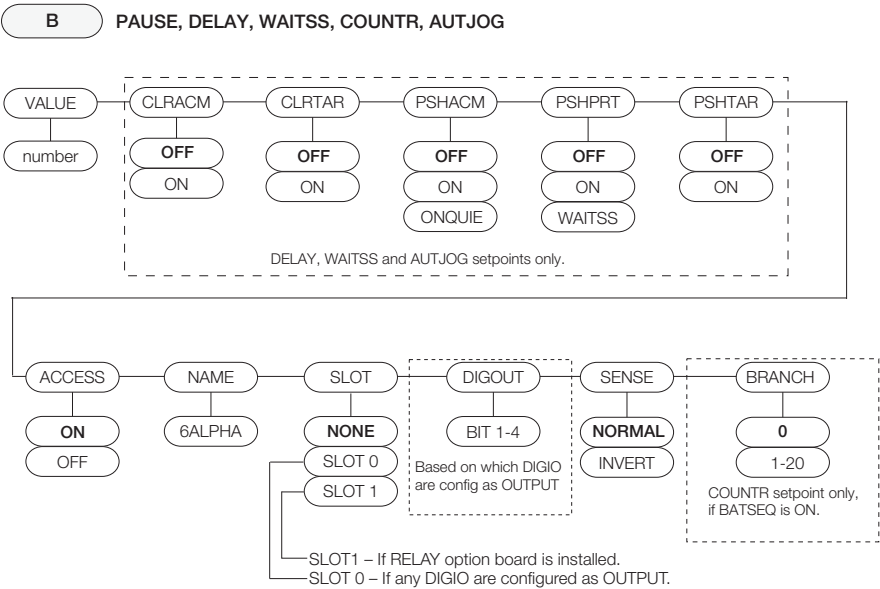 B PAUSE, DELAY, WAITSS, COUNTR, AUTJOG
VALUE CLRACM CLRTAR PSHACM PSHPRT PSHTAR
number OFF OFF OFF OFF OFF
ON ON ON ON ON
ONQUIE WAITSS
DELAY, WAITSS and AUTJOG setpoints only.
ACCESS NAME SLOT DIGOUT SENSE BRANCH
ON 6ALPHA NONE BIT 1-4 NORMAL 0
OFF SLOT 0 INVERT 1-20
SLOT 1
Based on which DIGIO
are config as OUTPUT
COUNTR setpoint only,
if BATSEQ is ON.
SLOT1 – If RELAY option board is installed.
SLOT 0 – If any DIGIO are configured as OUTPUT.